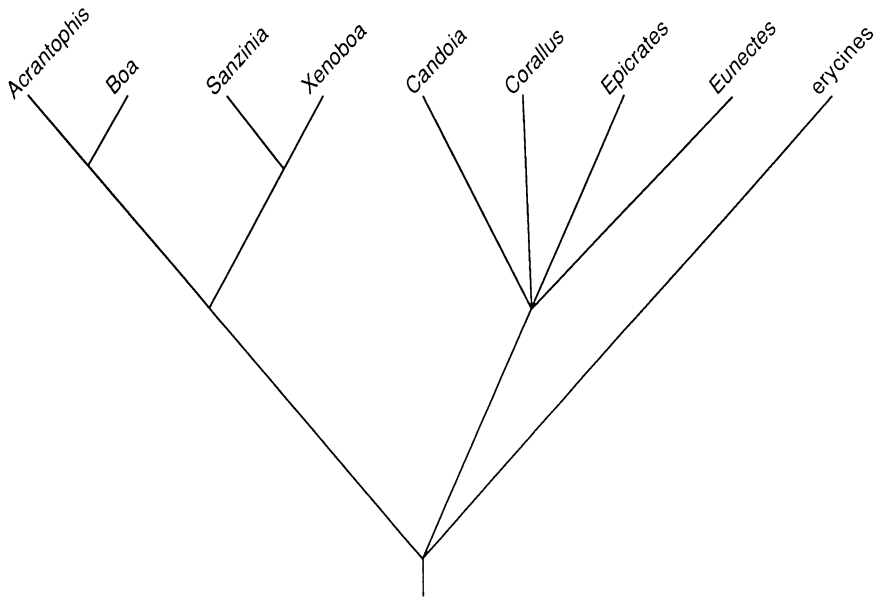 Acrantophis
Boa
Sanzinia
Xenoboa
Candoia
Corallus
Epicrates
Eunectes
erycines